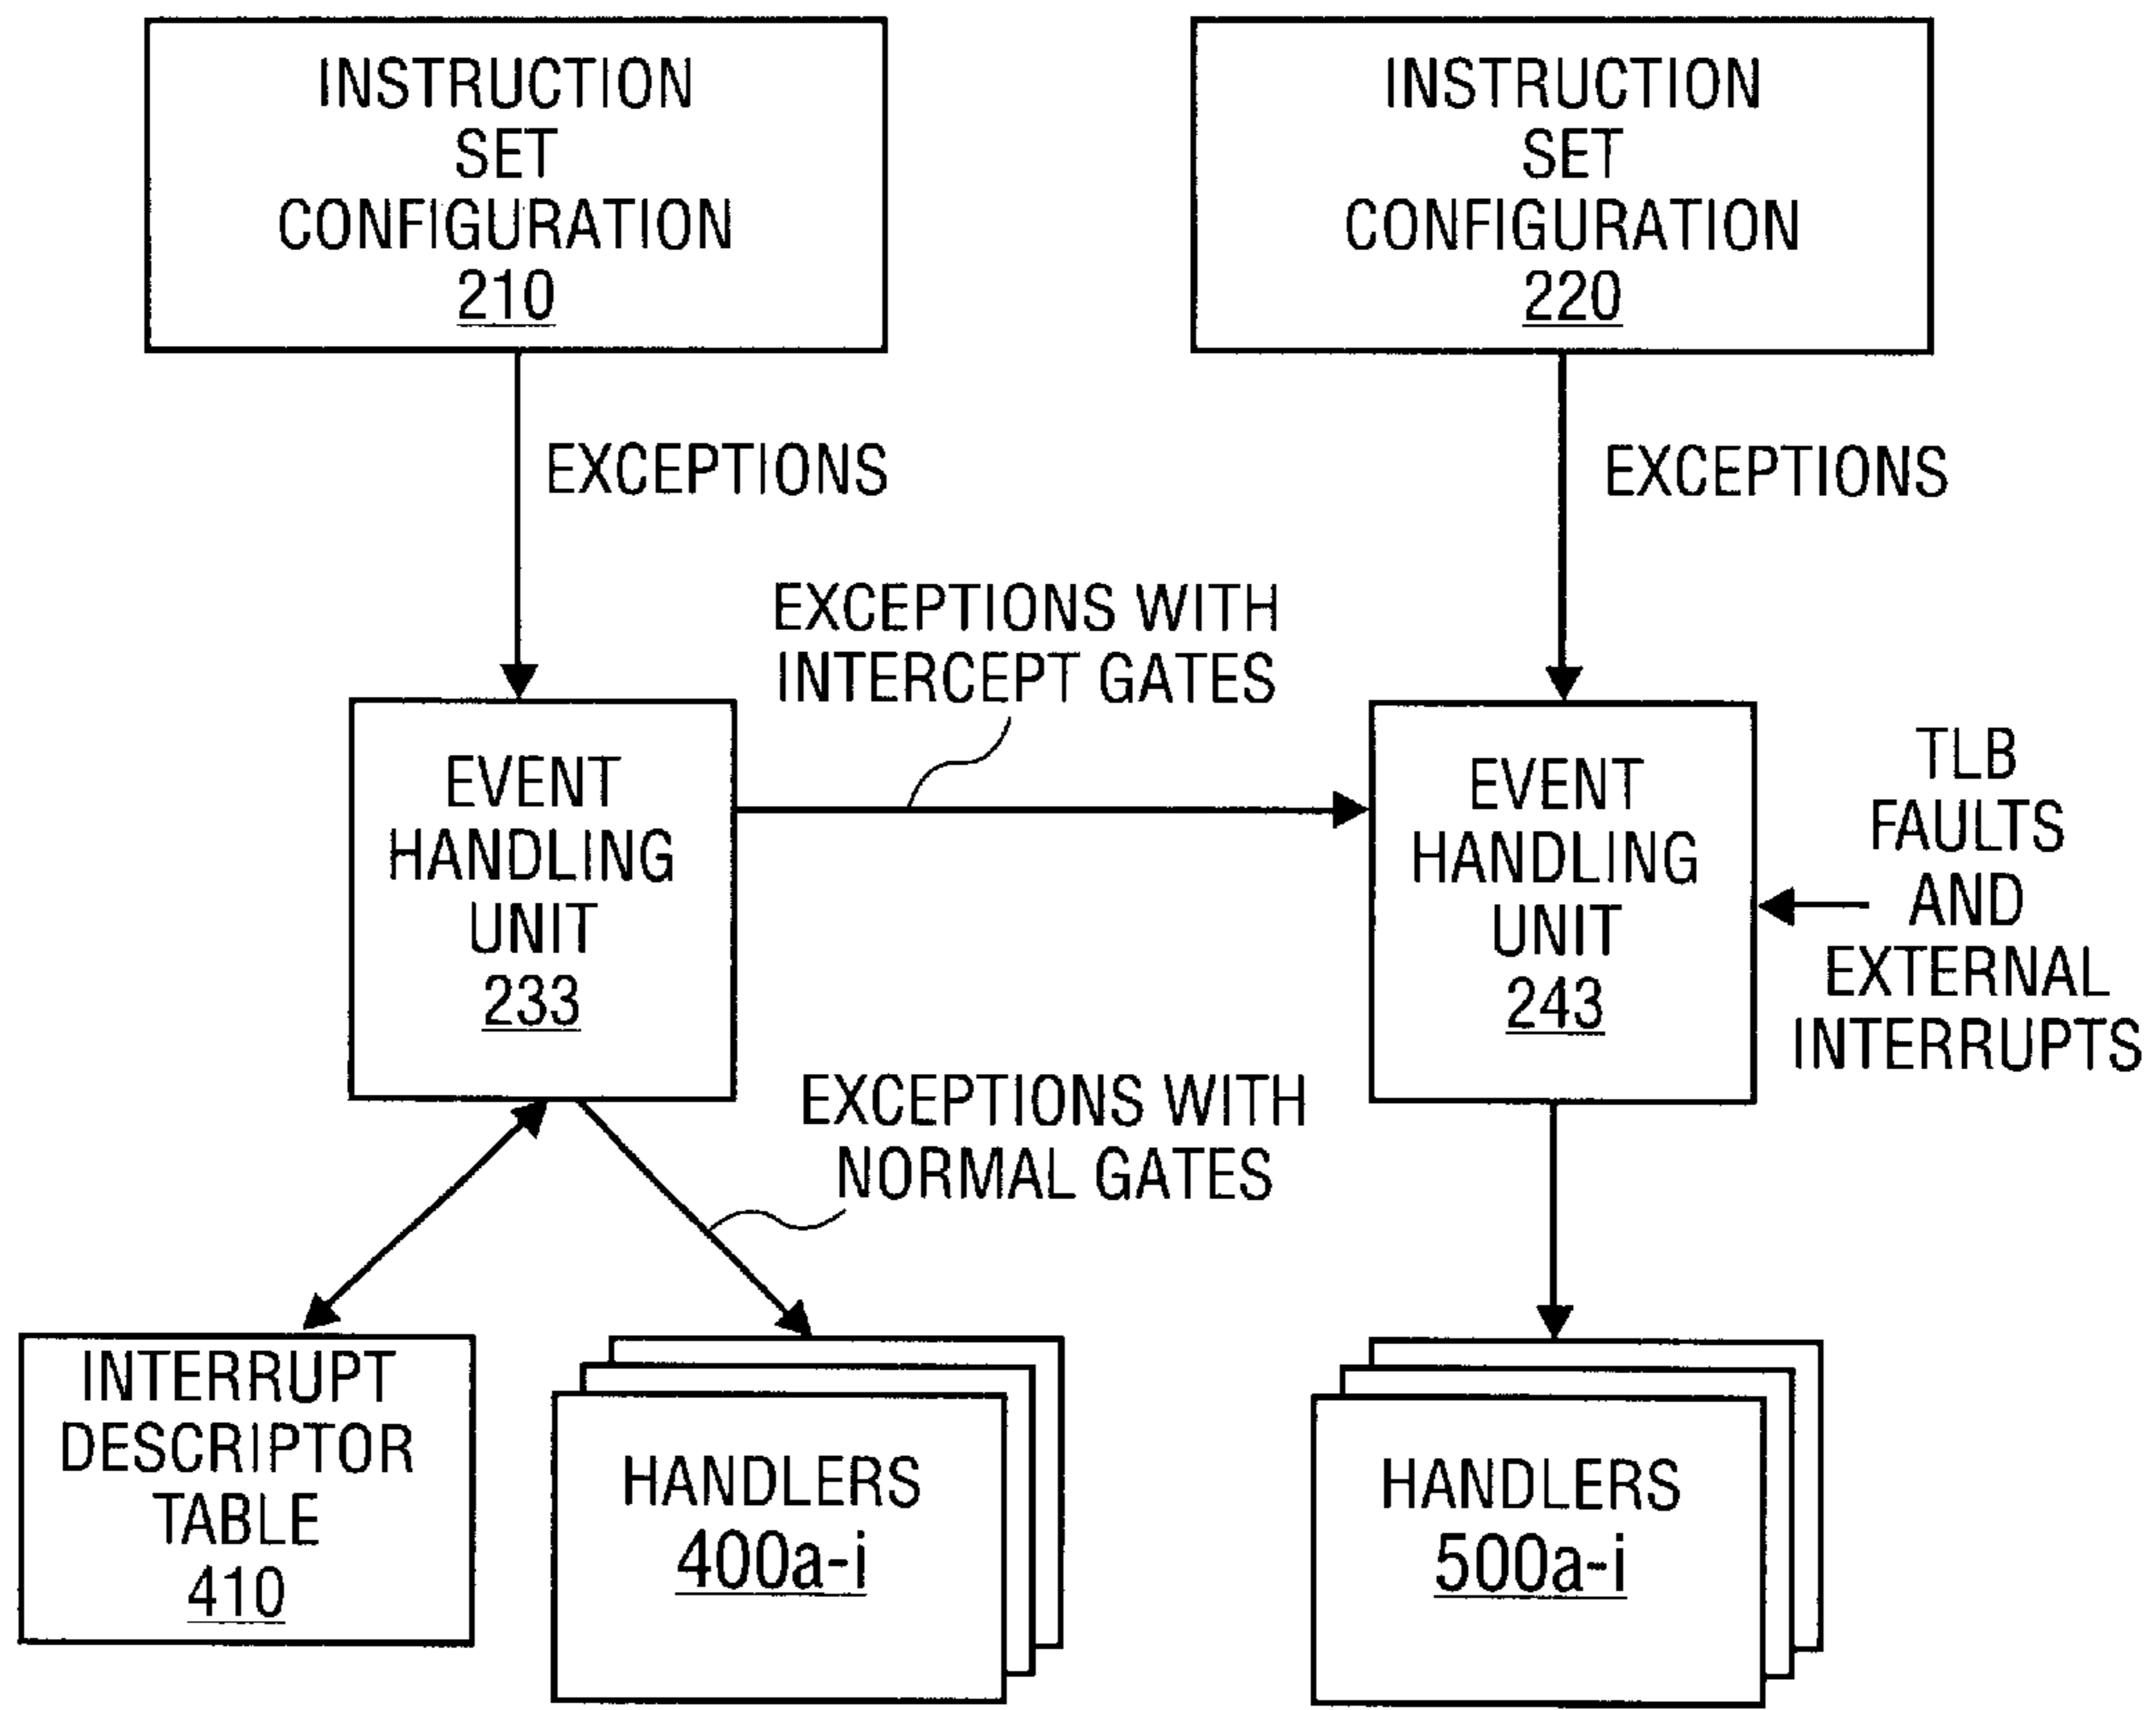 INSTRUCTION
SET
CONFIGURATION
210
INSTRUCTION
SET
CONFIGURATION
220
EXCEPTIONS
EXCEPTIONS
EXCEPTIONS WITH
INTERCEPT GATES
EVENT
HANDLING
UNIT
233
EVENT
HANDLING
UNIT
243
TLB
FAULTS
AND
EXTERNAL
INTERRUPTS
EXCEPTIONS WITH
NORMAL GATES
INTERRUPT
DESCRIPTOR
TABLE
410
HANDLERS
400a-i
HANDLERS
500a-i